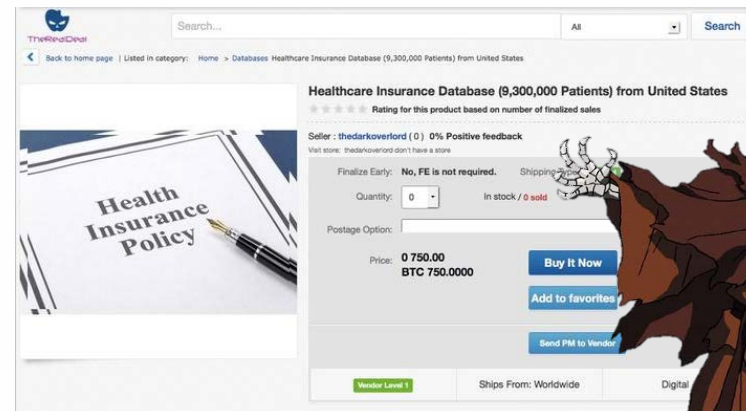 TheRealDeal
Search...
All
Search
Back to home page | Listed in category: Home > Databases Healthcare Insurance Database (9,300,000 Patients) from United States
Healthcare Insurance Database (9,300,000 Patients) from United States
Rating for this product based on number of finalized sales
Seller : thedarkoverlord ( 0 ) 0% Positive feedback
Visit store: thedarkoverlord don't have a store
Health
Insurance
Policy
Finalize Early: No, FE is not required. Shipping Type
Quantity: 0 In stock / 0 sold
Postage Option:
Price: 0 750.00
BTC 750.0000
Buy It Now
Add to favorites
Send PM to Vendor
Vendor Level 1
Ships From: Worldwide
Digital